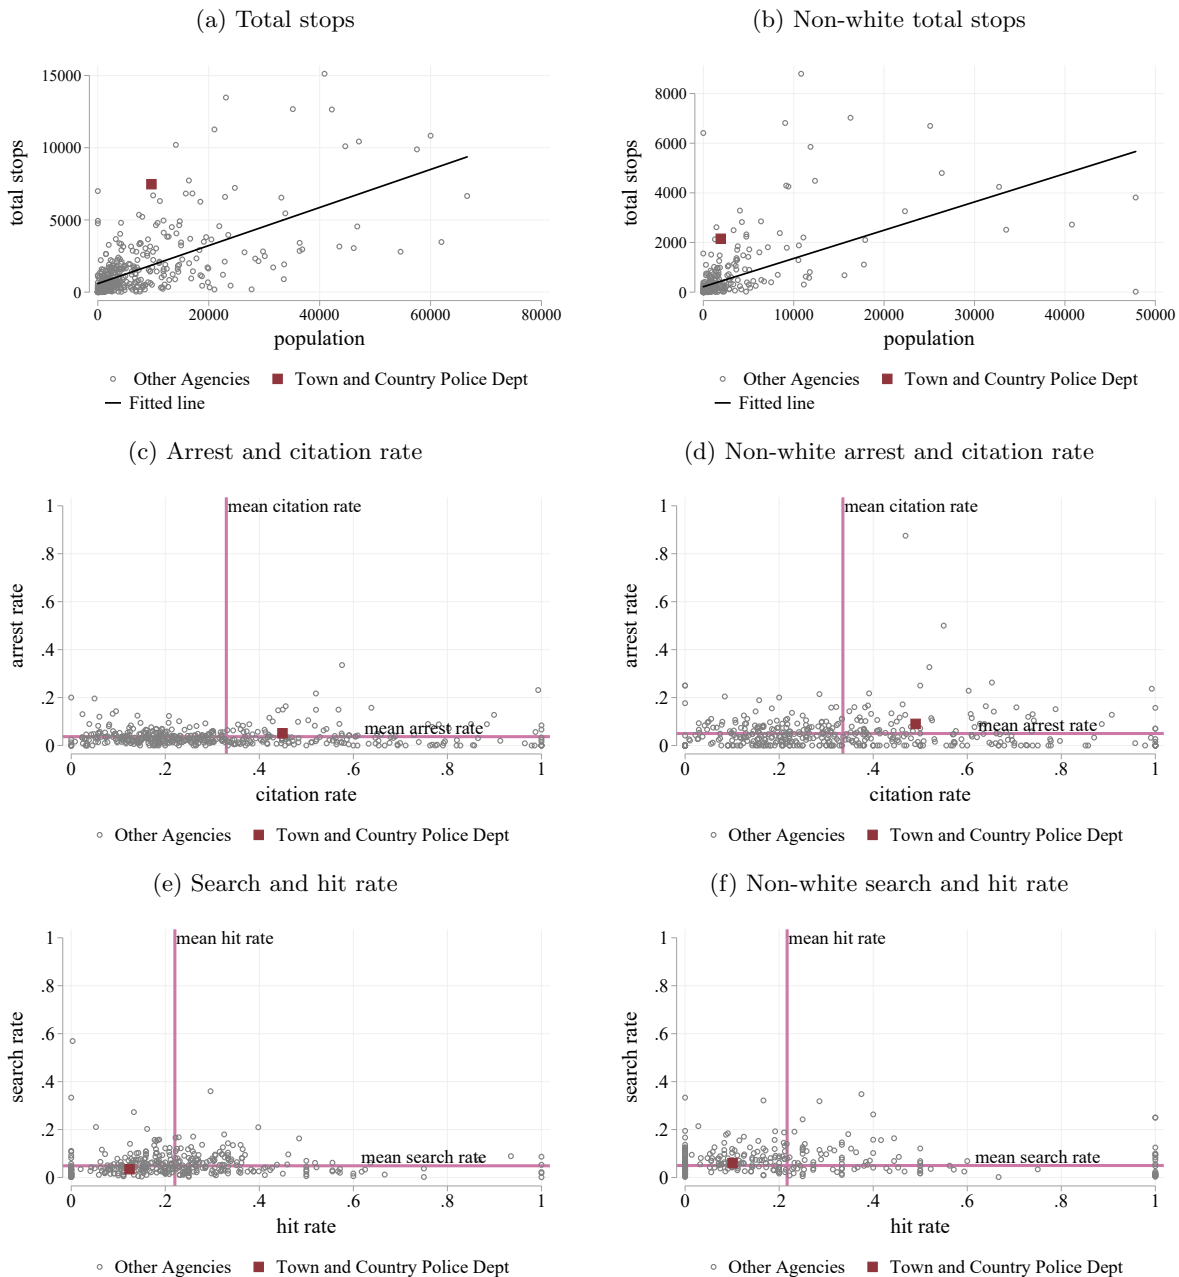 (a) Total stops
(b) Non-white total stops
total stops
15000
10000
5000
0
0 20000 40000 60000 80000
population
Other Agencies Town and Country Police Dept
Fitted line
total stops
8000
6000
4000
2000
0
0 10000 20000 30000 40000 50000
population
Other Agencies Town and Country Police Dept
Fitted line
(c) Arrest and citation rate
(d) Non-white arrest and citation rate
arrest rate
1
.8
.6
.4
.2
0
mean citation rate
mean arrest rate
0 .2 .4 .6 .8 1
citation rate
Other Agencies Town and Country Police Dept
arrest rate
1
.8
.6
.4
.2
0
mean citation rate
mean arrest rate
0 .2 .4 .6 .8 1
citation rate
Other Agencies Town and Country Police Dept
(e) Search and hit rate
(f) Non-white search and hit rate
search rate
1
.8
.6
.4
.2
0
mean hit rate
mean search rate
0 .2 .4 .6 .8 1
hit rate
Other Agencies Town and Country Police Dept
search rate
1
.8
.6
.4
.2
0
mean hit rate
mean search rate
0 .2 .4 .6 .8 1
hit rate
Other Agencies Town and Country Police Dept